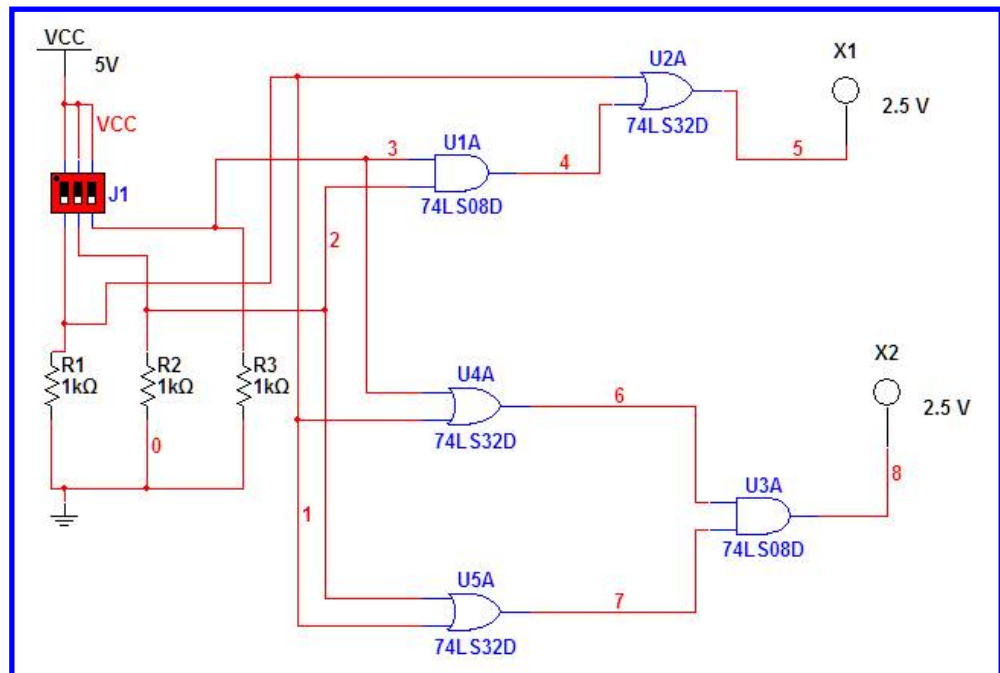 VCC
5V
VCC
J1
U2A
74LS32D
X1
2.5 V
3
U1A
74LS08D
4
5
2
R1
1kΩ
R2
1kΩ
R3
1kΩ
0
U4A
74LS32D
6
X2
2.5 V
1
U3A
74LS08D
8
U5A
74LS32D
7